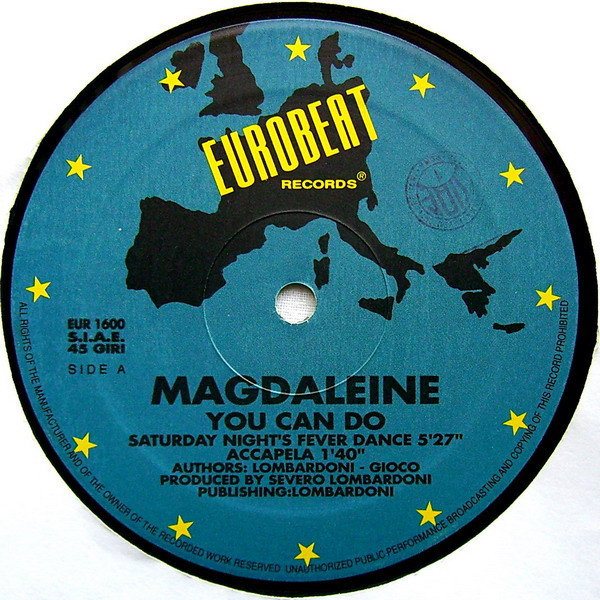 EUROBEAT
RECORDS®
EUR 1600
S.I.A.E.
45 GIRI
SIDE A
MAGDALEINE
YOU CAN DO
SATURDAY NIGHT'S FEVER DANCE 5'27"
ACCAPELA 1'40"
AUTHORS: LOMBARDONI - GIOCO
PRODUCED BY SEVERO LOMBARDONI
PUBLISHING:LOMBARDONI
ALL RIGHTS OF THE MANUFACTURER AND OF THE OWNER OF THE RECORDED WORK RESERVED UNAUTHORIZED PUBLIC PERFORMANCE BROADCASTING AND COPYING OF THIS RECORD PROHIBITED